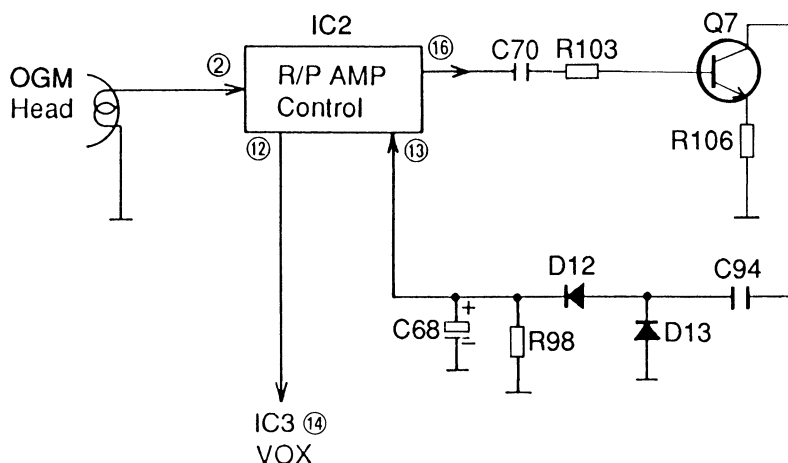 IC2
Q7
②
⑯
C70
R103
OGM
Head
R/P AMP
Control
R106
⑫
⑬
D12
C94
C68
+
−
R98
D13
IC3 ⑭
VOX